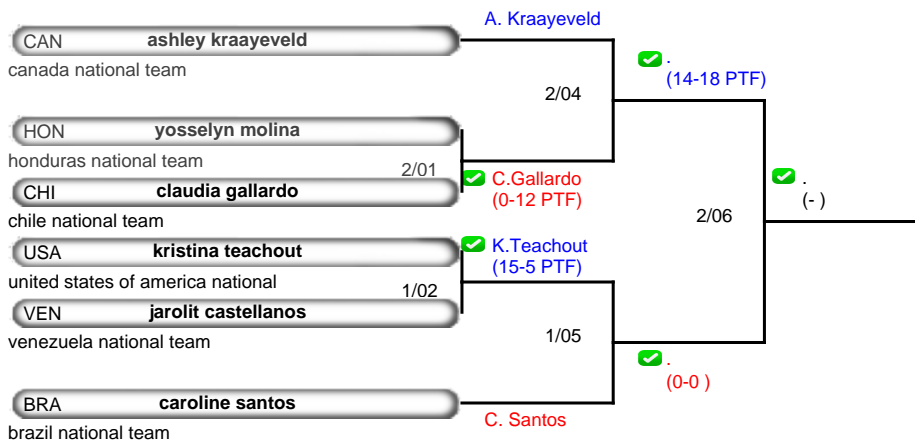 A. Kraayeveld
CAN ashley kraayeveld
canada national team
.
(14-18 PTF)
2/04
HON yosselyn molina
honduras national team
2/01
CHI claudia gallardo
C.Gallardo
(0-12 PTF)
chile national team
.
(- )
2/06
USA kristina teachout
K.Teachout
(15-5 PTF)
united states of america national
1/02
VEN jarolit castellanos
venezuela national team
1/05
.
(0-0 )
BRA caroline santos
C. Santos
brazil national team